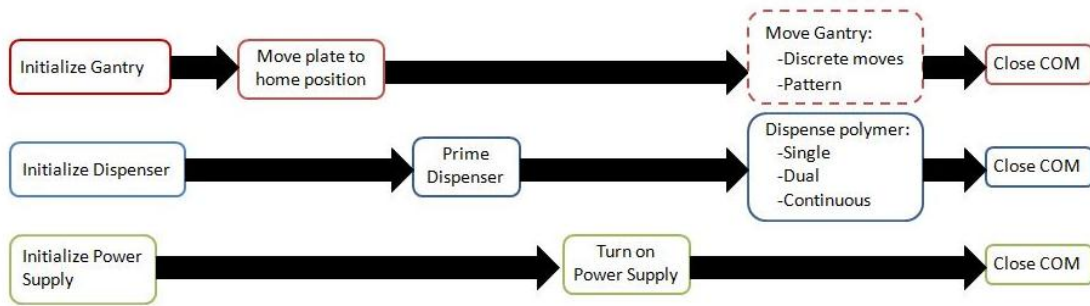 Initialize Gantry
Move plate to
home position
Move Gantry:
-Discrete moves
-Pattern
Close COM
Initialize Dispenser
Prime
Dispenser
Dispense polymer:
-Single
-Dual
-Continuous
Close COM
Initialize Power
Supply
Turn on
Power Supply
Close COM